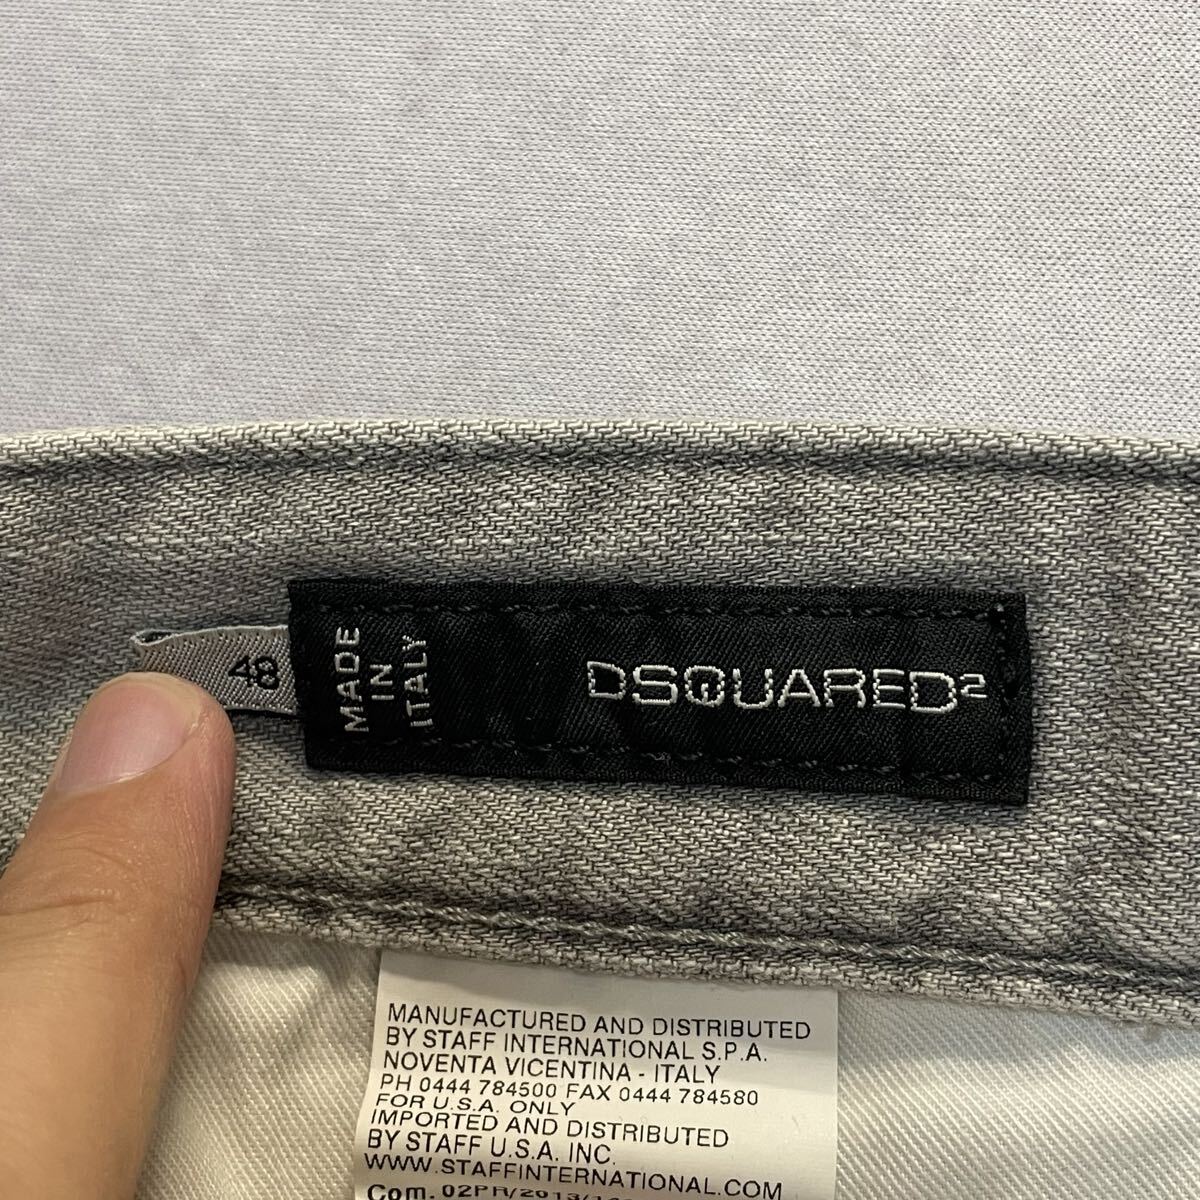 48
MADE
IN
ITALY
DSQUARED2
MANUFACTURED AND DISTRIBUTED
BY STAFF INTERNATIONAL S.P.A.
NOVENTA VICENTINA - ITALY
PH 0444 784500 FAX 0444 784580
FOR U.S.A. ONLY
IMPORTED AND DISTRIBUTED
BY STAFF U.S.A. INC.
WWW.STAFFINTERNATIONAL.COM
Com.